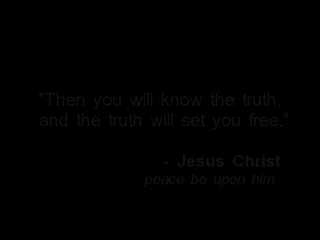 "Then you will know the truth,
and the truth will set you free."
- Jesus Christ
peace be upon him